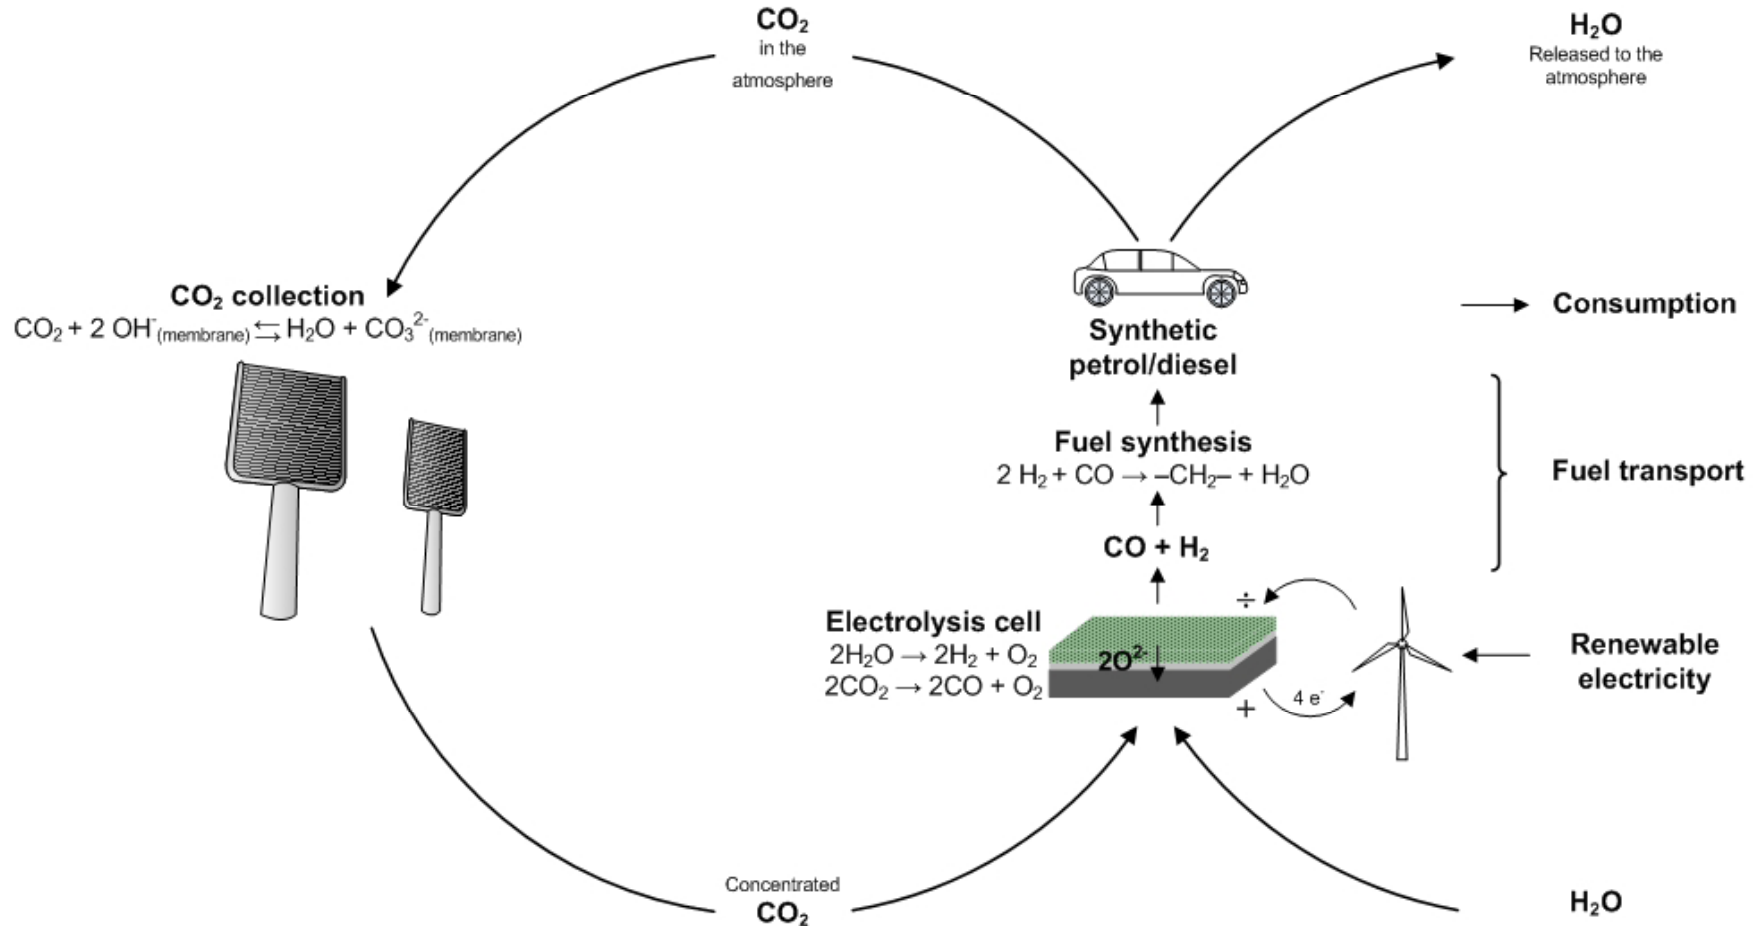 CO₂
in the
atmosphere
H₂O
Released to the
atmosphere
CO₂ collection
CO₂ + 2 OH⁻(membrane) ⇆ H₂O + CO₃²⁻(membrane)
Synthetic
petrol/diesel
Consumption
Fuel synthesis
2 H₂ + CO → –CH₂– + H₂O
Fuel transport
CO + H₂
Electrolysis cell
2H₂O → 2H₂ + O₂
2CO₂ → 2CO + O₂
÷
2O²⁻
+
4 e⁻
Renewable
electricity
Concentrated
CO₂
H₂O